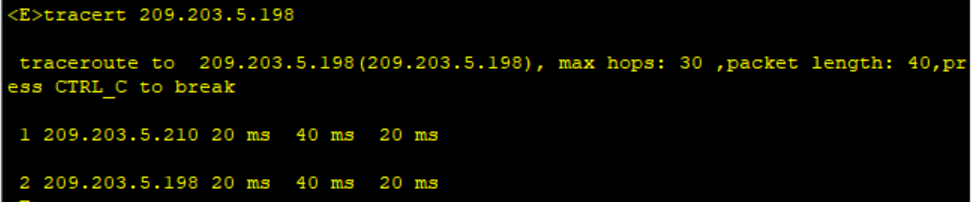 <E>tracert 209.203.5.198
traceroute to  209.203.5.198(209.203.5.198), max hops: 30 ,packet length: 40,pr
ess CTRL_C to break
1 209.203.5.210 20 ms  40 ms  20 ms
2 209.203.5.198 20 ms  40 ms  20 ms